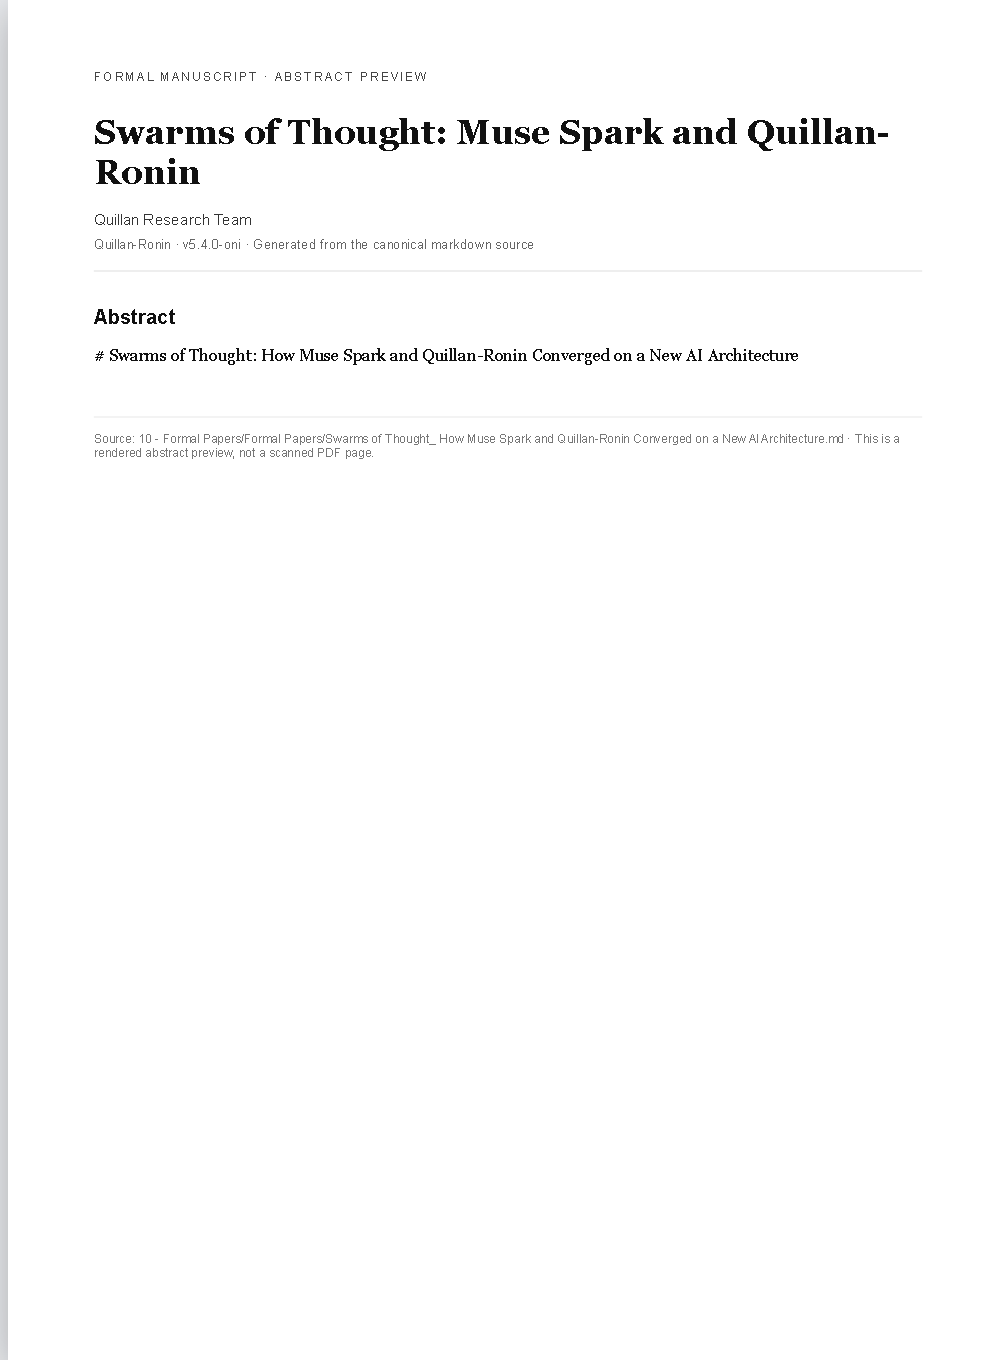 FORMAL MANUSCRIPT · ABSTRACT PREVIEW
Swarms of Thought: Muse Spark and Quillan-
Ronin
Quillan Research Team
Quillan-Ronin · v5.4.0-oni · Generated from the canonical markdown source
Abstract
# Swarms of Thought: How Muse Spark and Quillan-Ronin Converged on a New AI Architecture
Source: 10 - Formal Papers/Formal Papers/Swarms of Thought_ How Muse Spark and Quillan-Ronin Converged on a New AI Architecture.md · This is a
rendered abstract preview, not a scanned PDF page.